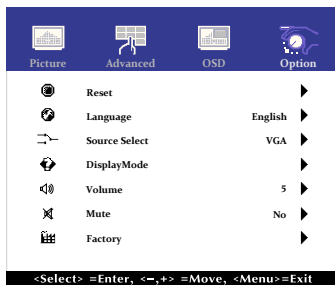 Picture Advanced OSD Option
Reset
Language English
Source Select VGA
DisplayMode
Volume 5
Mute No
Factory
<Select> =Enter, <−,+> =Move, <Menu>=Exit